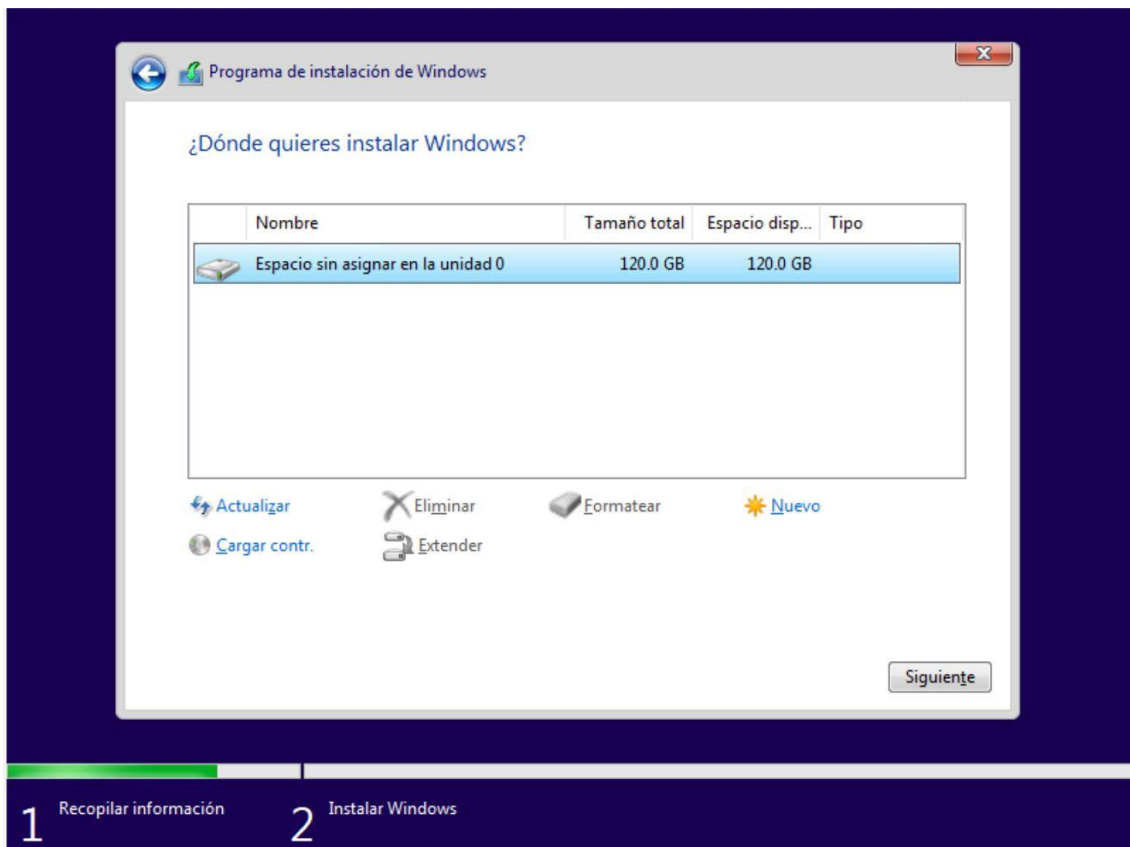 Programa de instalación de Windows
¿Dónde quieres instalar Windows?
Nombre Tamaño total Espacio disp... Tipo
Espacio sin asignar en la unidad 0 120.0 GB 120.0 GB
Actualizar Eliminar Formatear Nuevo
Cargar contr. Extender
Siguiente
1 Recopilar información 2 Instalar Windows